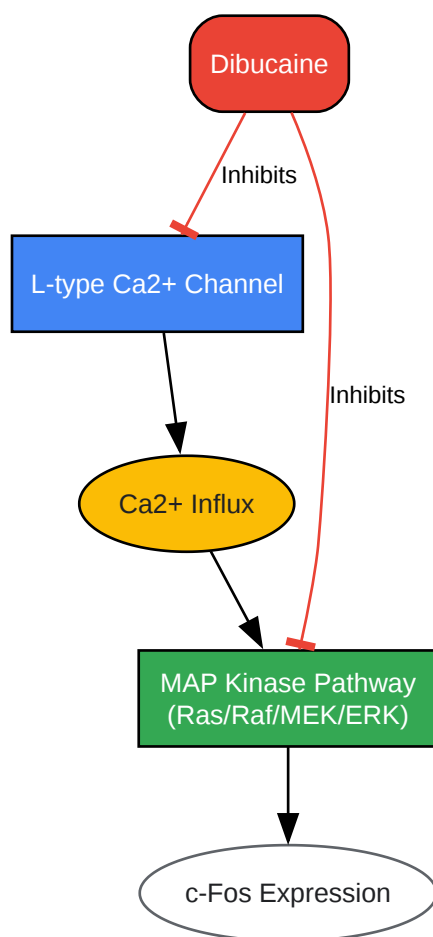 Dibucaine
Inhibits
L-type Ca2+ Channel
Inhibits
Ca2+ Influx
MAP Kinase Pathway
(Ras/Raf/MEK/ERK)
c-Fos Expression